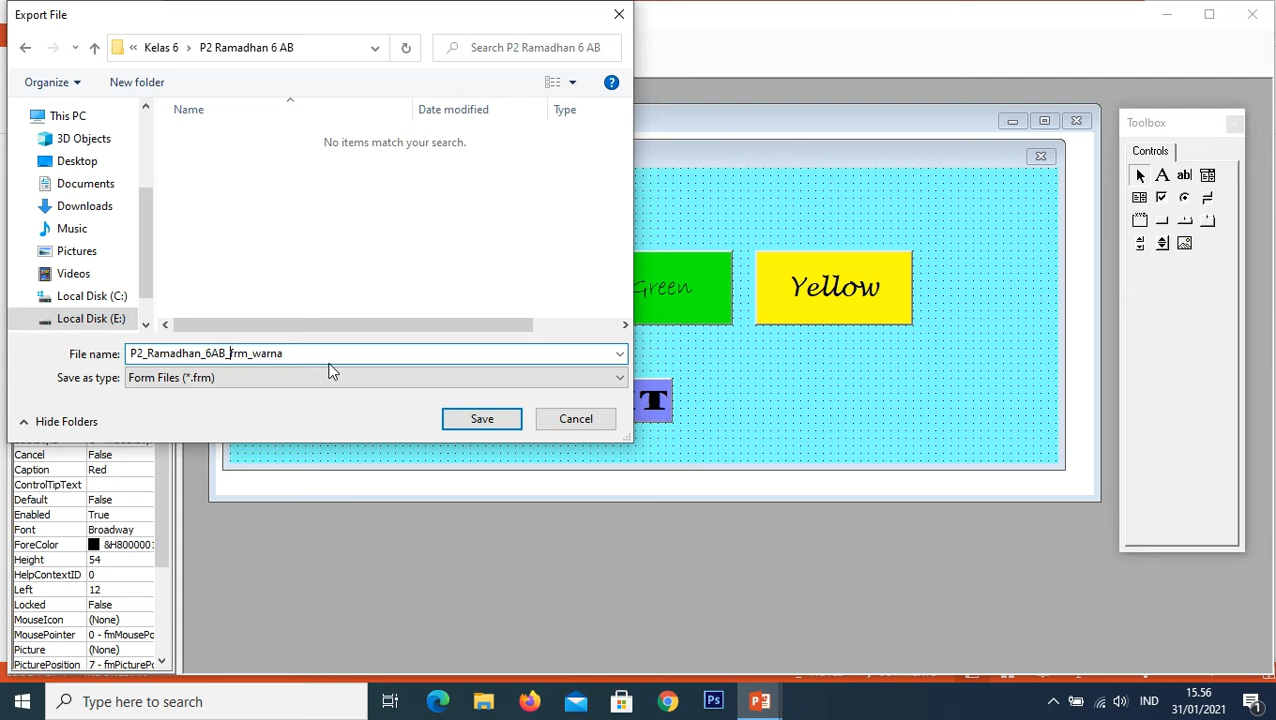 Export File
Kelas 6
P2 Ramadhan 6 AB
Search P2 Ramadhan 6 AB
Organize
New folder
Name
Date modified
Type
This PC
3D Objects
Desktop
Documents
Downloads
Music
Pictures
Videos
Local Disk (C:)
Local Disk (E:)
No items match your search.
File name:
P2_Ramadhan_6AB_frm_warna
Save as type:
Form Files (*.frm)
Hide Folders
Save
Cancel
Toolbox
Controls
A
ab|
Green
Yellow
Cancel False
Caption Red
ControlTipText
Default False
Enabled True
Font Broadway
ForeColor &H800001
Height 54
HelpContextID 0
Left 12
Locked False
MouseIcon (None)
MousePointer 0 - fmMousePo
Picture (None)
PicturePosition 7 - fmPicturePo
Type here to search
Ps
IND
15.56
31/01/2021
1